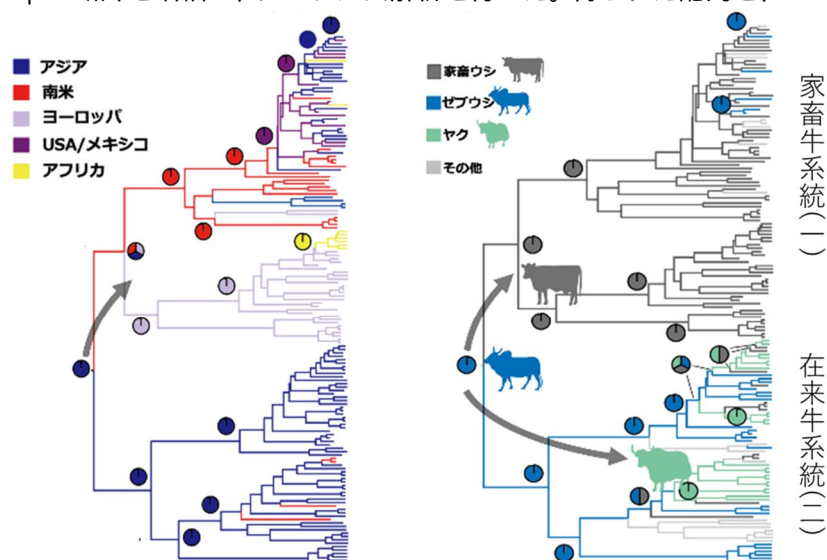 アジア
南米
ヨーロッパ
USA/メキシコ
アフリカ
家畜ウシ
ゼブウシ
ヤク
その他
家畜牛系統(一)
在来牛系統(二)